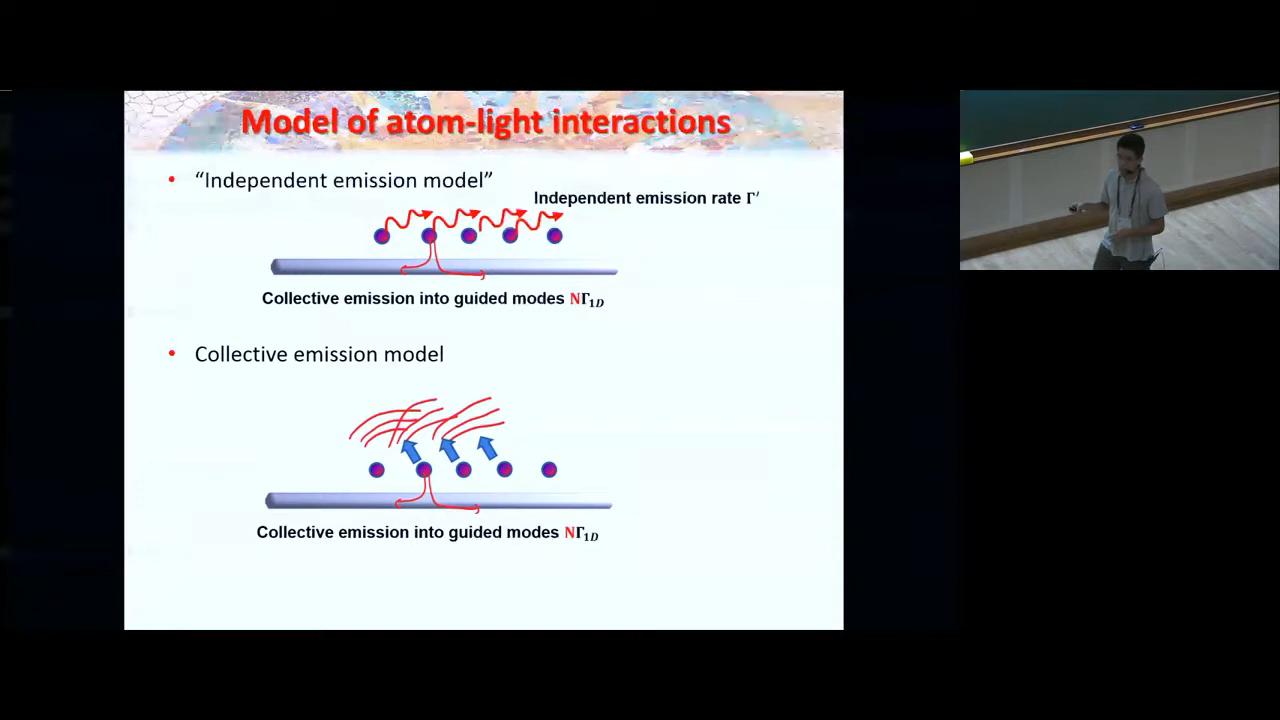 Model of atom-light interactions
• “Independent emission model”
Independent emission rate Γ′
Collective emission into guided modes NΓ1D
• Collective emission model
Collective emission into guided modes NΓ1D